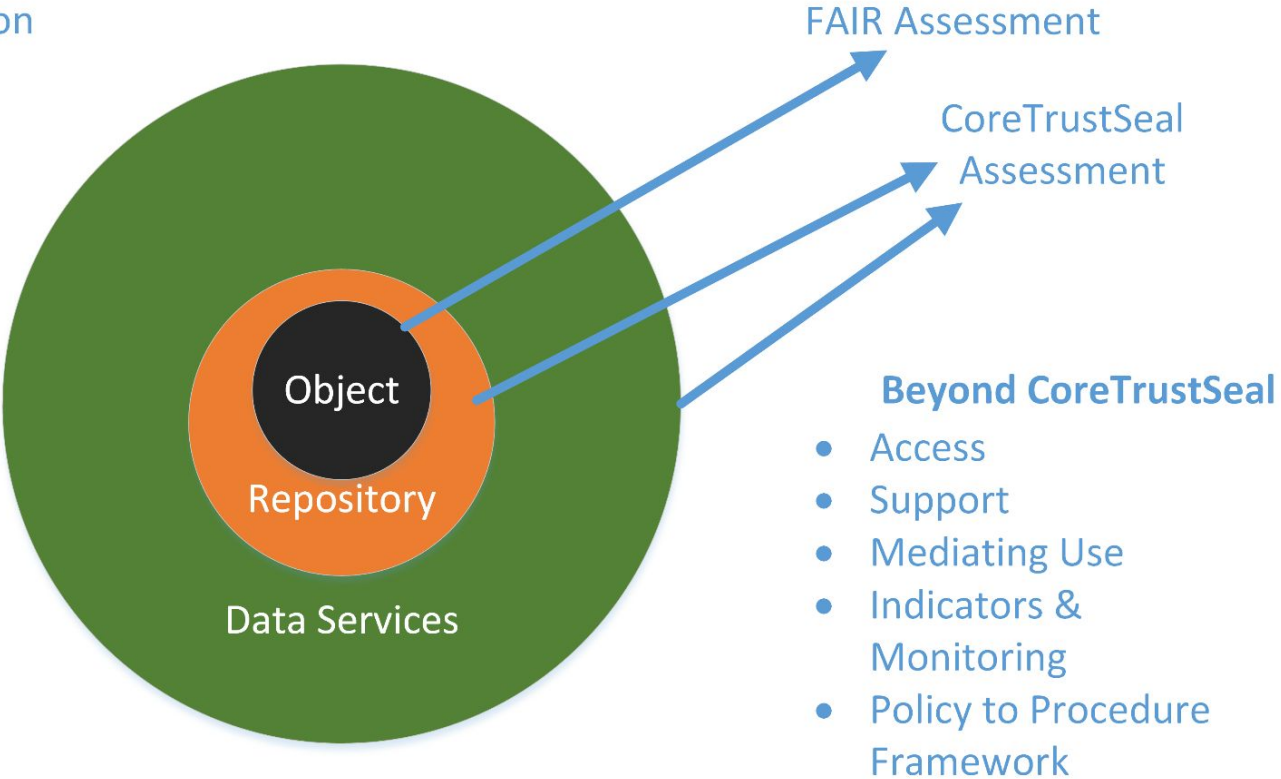 on
FAIR Assessment
CoreTrustSeal
Assessment
Object
Beyond CoreTrustSeal
• Access
Repository
• Support
• Mediating Use
• Indicators &
Data Services
Monitoring
• Policy to Procedure
Framework